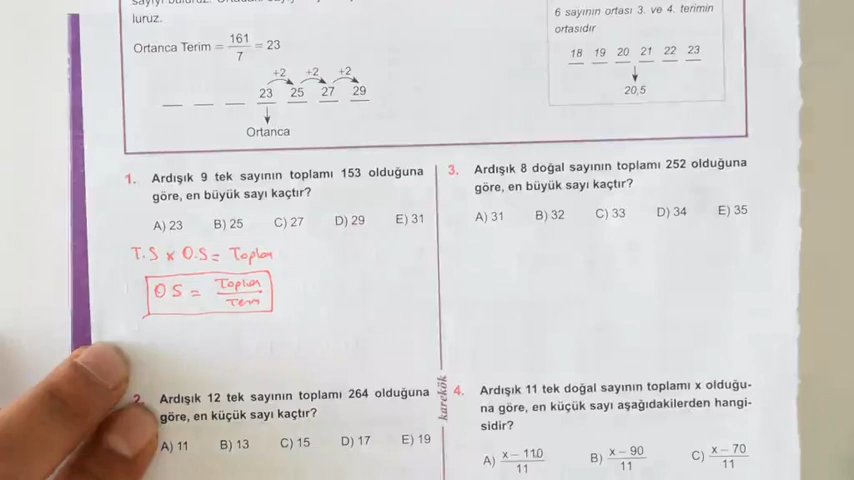 luruz.
Ortanca Terim = 161/7 = 23
+2 +2 +2
23 25 27 29
Ortanca
6 sayının ortası 3. ve 4. terimin
ortasıdır
18 19 20 21 22 23
20,5
1. Ardışık 9 tek sayının toplamı 153 olduğuna
göre, en büyük sayı kaçtır?
A) 23 B) 25 C) 27 D) 29 E) 31
T.S x O.S = Toplam
OS = Toplam/Terim
2. Ardışık 12 tek sayının toplamı 264 olduğuna
göre, en küçük sayı kaçtır?
A) 11 B) 13 C) 15 D) 17 E) 19
karekök
3. Ardışık 8 doğal sayının toplamı 252 olduğuna
göre, en büyük sayı kaçtır?
A) 31 B) 32 C) 33 D) 34 E) 35
4. Ardışık 11 tek doğal sayının toplamı x olduğu-
na göre, en küçük sayı aşağıdakilerden hangi-
sidir?
A) x – 110/11 B) x – 90/11 C) x – 70/11